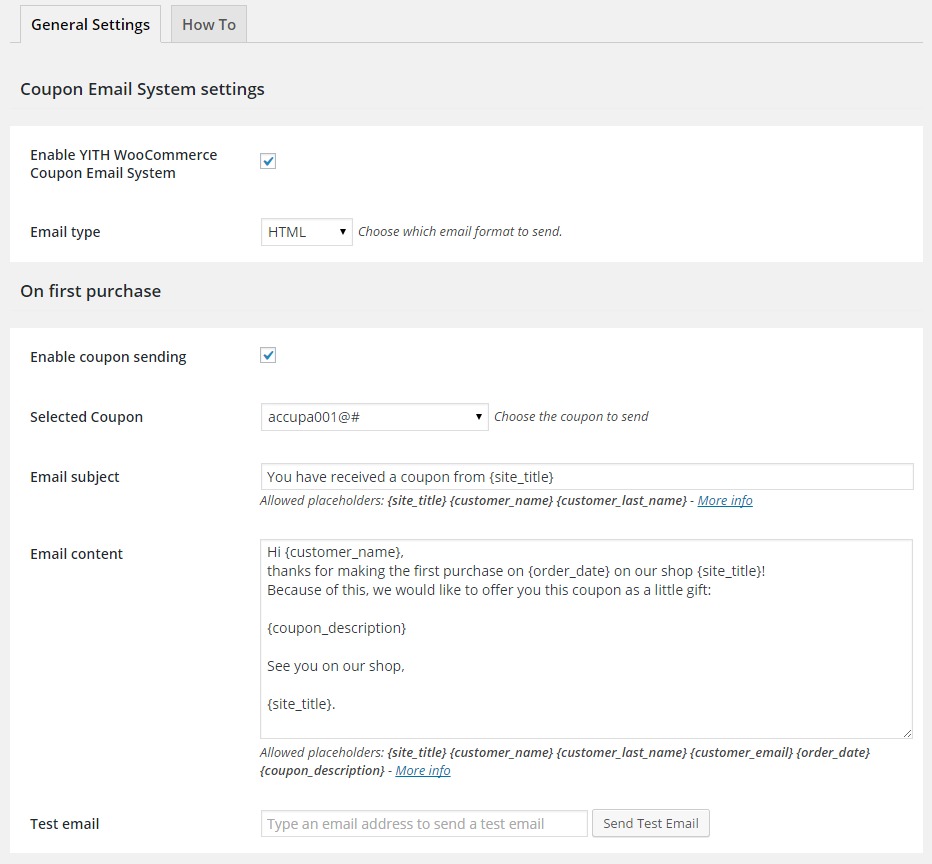 General Settings How To
Coupon Email System settings
Enable YITH WooCommerce
Coupon Email System
Email type HTML Choose which email format to send.
On first purchase
Enable coupon sending
Selected Coupon accupa001@# Choose the coupon to send
Email subject You have received a coupon from {site_title}
Allowed placeholders: {site_title} {customer_name} {customer_last_name} - More info
Email content
Hi {customer_name},
thanks for making the first purchase on {order_date} on our shop {site_title}!
Because of this, we would like to offer you this coupon as a little gift:
{coupon_description}
See you on our shop,
{site_title}.
Allowed placeholders: {site_title} {customer_name} {customer_last_name} {customer_email} {order_date}
{coupon_description} - More info
Test email Type an email address to send a test email Send Test Email